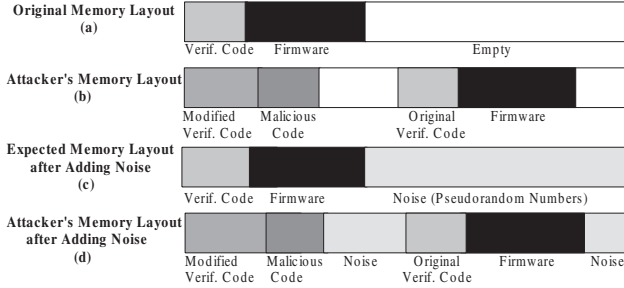 Original Memory Layout
(a)
Verif. Code Firmware Empty
Attacker's Memory Layout
(b)
Modified Malicious Original Firmware
Verif. Code Code Verif. Code
Expected Memory Layout
after Adding Noise
(c)
Verif. Code Firmware Noise (Pseudorandom Numbers)
Attacker's Memory Layout
after Adding Noise
(d)
Modified Malicious Noise Original Firmware Noise
Verif. Code Code Verif. Code